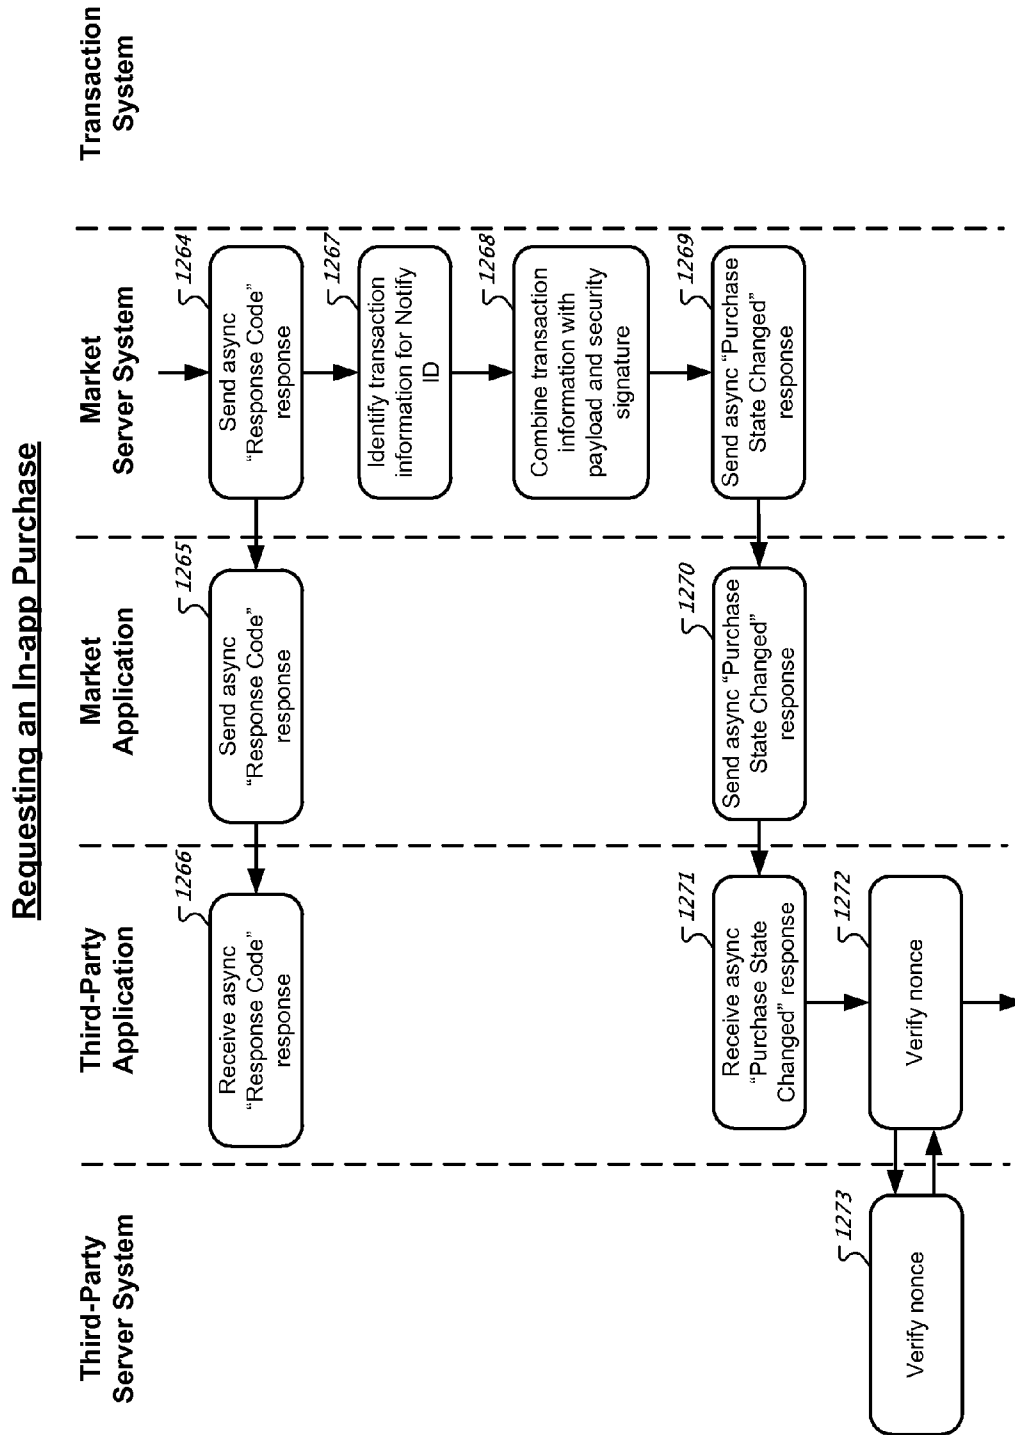 Requesting an In-app Purchase
Third-Party
Server System
Third-Party
Application
Market
Application
Market
Server System
Transaction
System
1266
Receive async
“Response Code”
response
1265
Send async
“Response Code”
response
1264
Send async
“Response Code”
response
1267
Identify transaction
information for Notify
ID
1268
Combine transaction
information with
payload and security
signature
1271
Receive async
“Purchase State
Changed” response
1270
Send async “Purchase
State Changed”
response
1269
Send async “Purchase
State Changed”
response
1273
Verify nonce
1272
Verify nonce